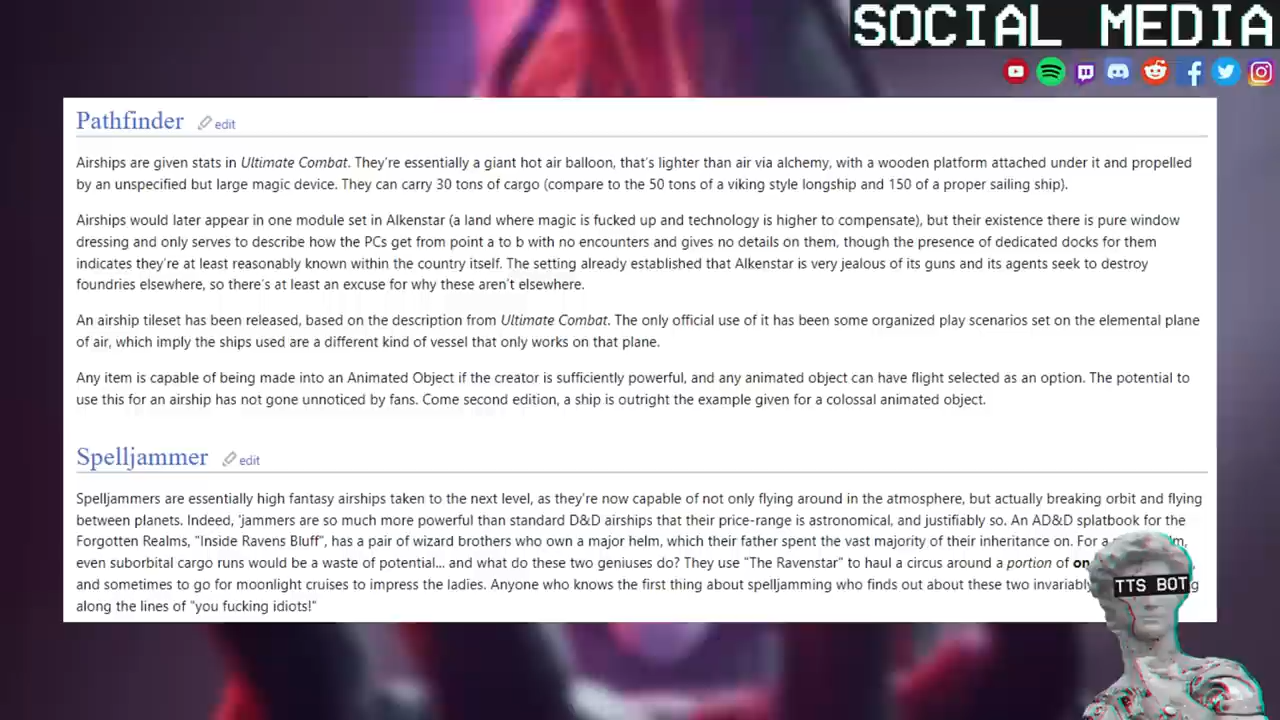 SOCIAL MEDIA
Pathfinder edit
Airships are given stats in Ultimate Combat. They're essentially a giant hot air balloon, that's lighter than air via alchemy, with a wooden platform attached under it and propelled
by an unspecified but large magic device. They can carry 30 tons of cargo (compare to the 50 tons of a viking style longship and 150 of a proper sailing ship).
Airships would later appear in one module set in Alkenstar (a land where magic is fucked up and technology is higher to compensate), but their existence there is pure window
dressing and only serves to describe how the PCs get from point a to b with no encounters and gives no details on them, though the presence of dedicated docks for them
indicates they're at least reasonably known within the country itself. The setting already established that Alkenstar is very jealous of its guns and its agents seek to destroy
foundries elsewhere, so there's at least an excuse for why these aren't elsewhere.
An airship tileset has been released, based on the description from Ultimate Combat. The only official use of it has been some organized play scenarios set on the elemental plane
of air, which imply the ships used are a different kind of vessel that only works on that plane.
Any item is capable of being made into an Animated Object if the creator is sufficiently powerful, and any animated object can have flight selected as an option. The potential to
use this for an airship has not gone unnoticed by fans. Come second edition, a ship is outright the example given for a colossal animated object.
Spelljammer edit
Spelljammers are essentially high fantasy airships taken to the next level, as they're now capable of not only flying around in the atmosphere, but actually breaking orbit and flying
between planets. Indeed, 'jammers are so much more powerful than standard D&D airships that their price-range is astronomical, and justifiably so. An AD&D splatbook for the
Forgotten Realms, "Inside Ravens Bluff", has a pair of wizard brothers who own a major helm, which their father spent the vast majority of their inheritance on. For a
even suborbital cargo runs would be a waste of potential... and what do these two geniuses do? They use "The Ravenstar" to haul a circus around a portion of
and sometimes to go for moonlight cruises to impress the ladies. Anyone who knows the first thing about spelljamming who finds out about these two invariably
along the lines of "you fucking idiots!"
TTS BOT